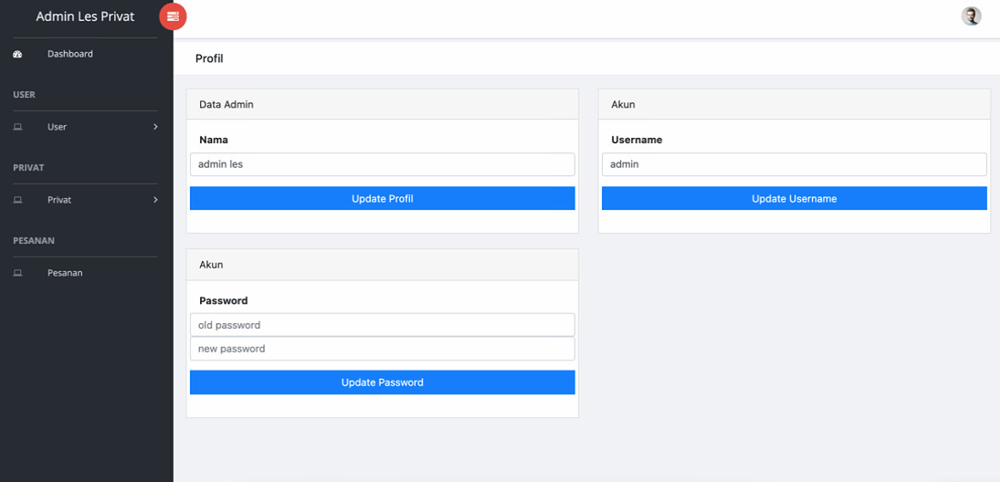 Admin Les Privat
Dashboard
USER
User
PRIVAT
Privat
PESANAN
Pesanan
Profil
Data Admin
Nama
admin les
Update Profil
Akun
Username
admin
Update Username
Akun
Password
old password
new password
Update Password